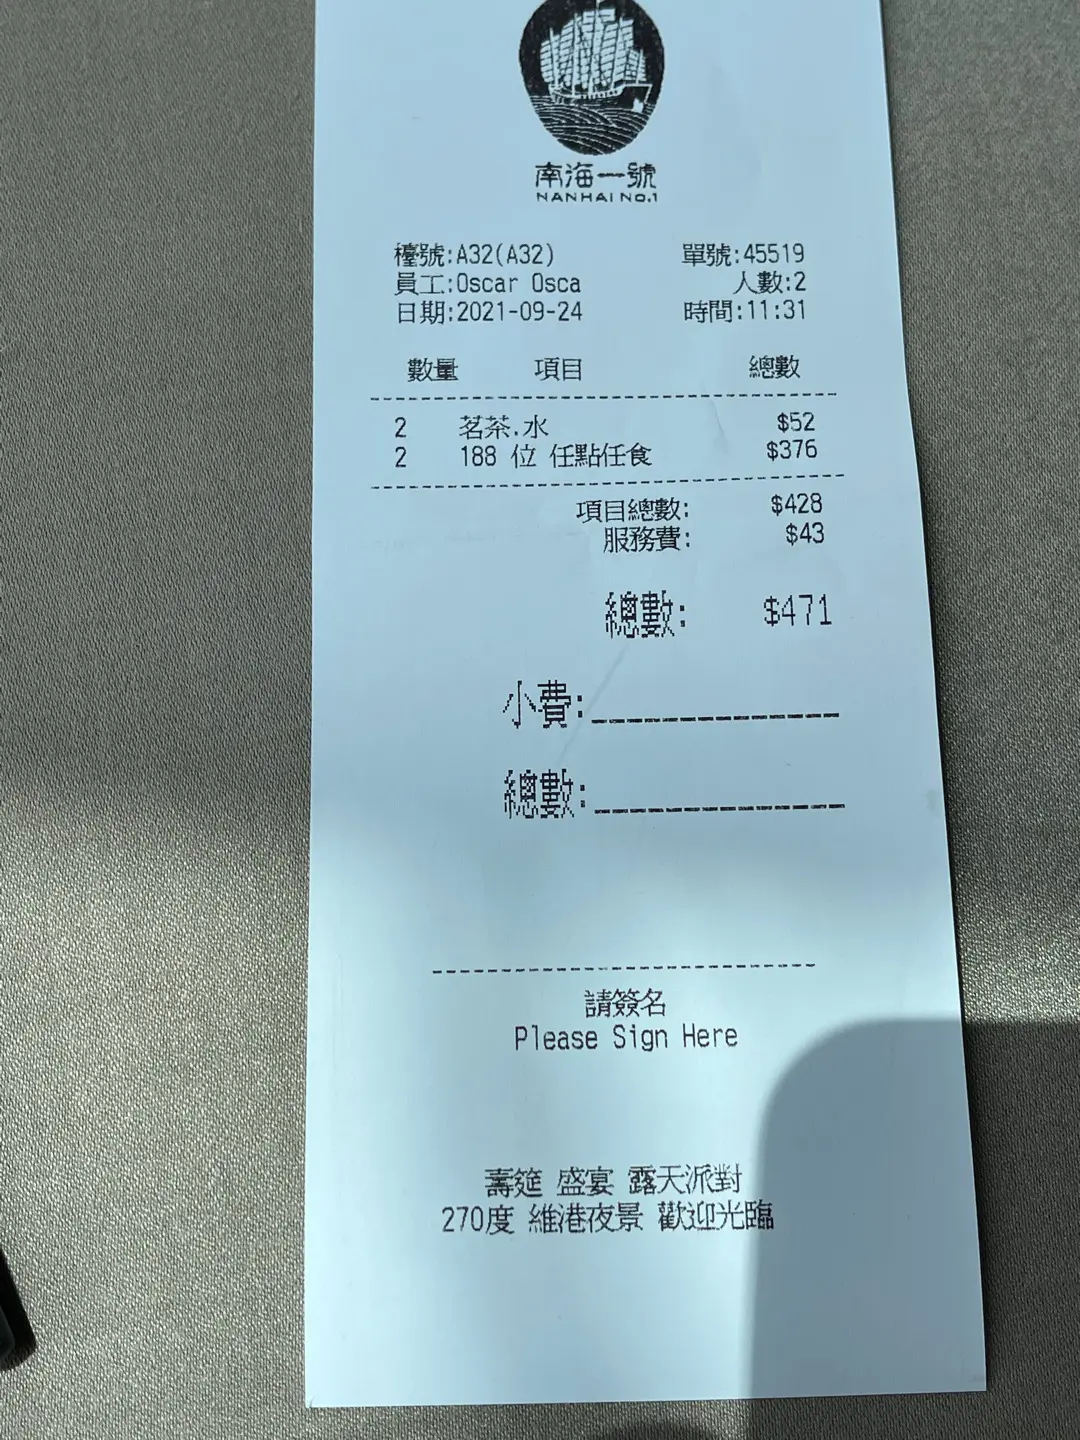 南海一號
NANHAI NO.1
檯號:A32(A32) 單號:45519
員工:Oscar Osca 人數:2
日期:2021-09-24 時間:11:31
數量 項目 總數
2 茗茶.水 $52
2 188 位 任點任食 $376
項目總數: $428
服務費: $43
總數: $471
小費:
總數:
請簽名
Please Sign Here
壽筵 盛宴 露天派對
270度 維港夜景 歡迎光臨